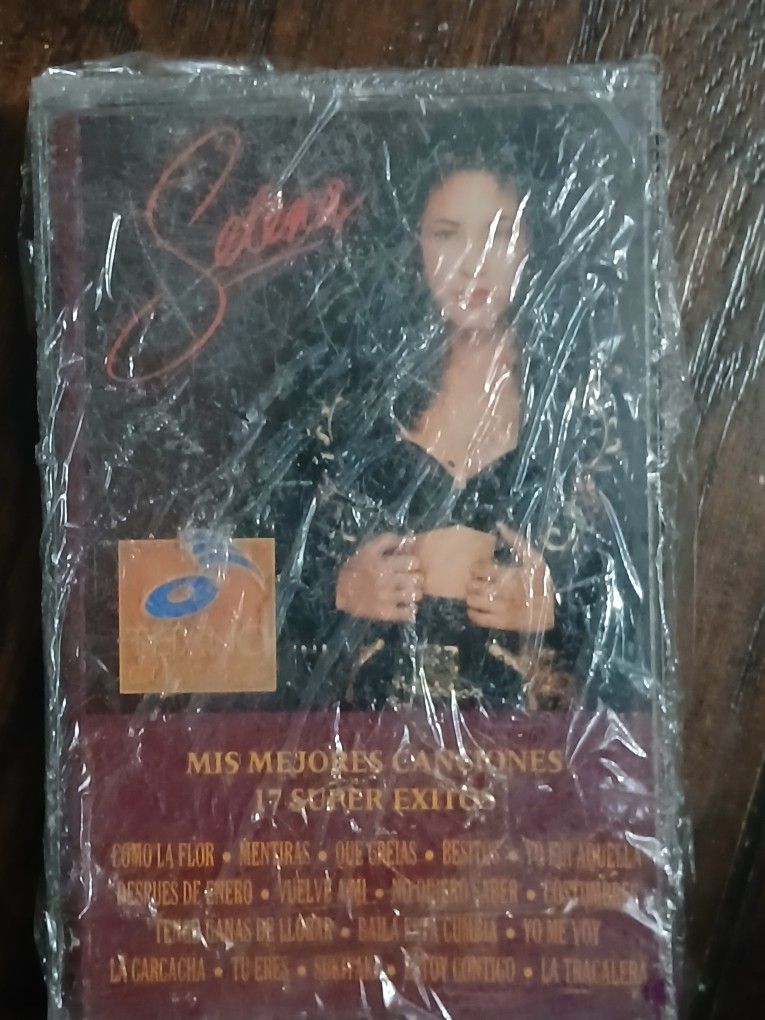 Selena
TEJANO
MIS MEJORES CANCIONES
17 SUPER EXITOS
COMO LA FLOR • MENTIRAS • QUE CREIAS • BESITOS • YO FUI AQUELLA
DESPUES DE ENERO • VUELVE A MI • NO QUIERO SABER • COSTUMBRES
TENGO GANAS DE LLORAR • BAILA ESTA CUMBIA • YO ME VOY
LA CARCACHA • TU ERES • SUKIYAKI • ESTOY CONTIGO • LA TRACALERA